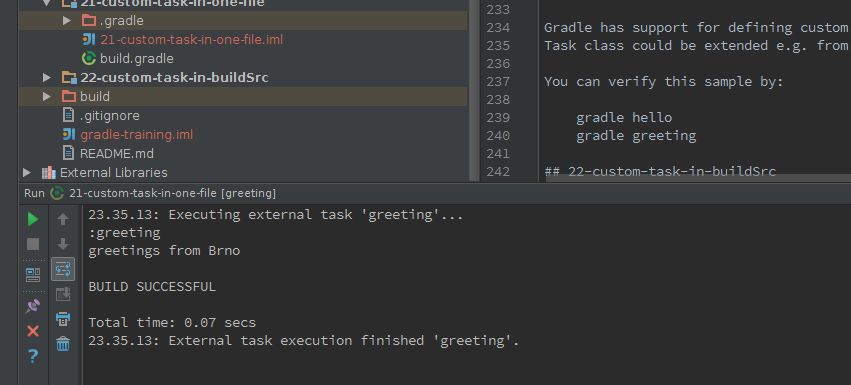 21-custom-task-in-one-file
.gradle
21-custom-task-in-one-file.iml
build.gradle
22-custom-task-in-buildSrc
build
.gitignore
gradle-training.iml
README.md
External Libraries
233
234 Gradle has support for defining custom
235 Task class could be extended e.g. from
236
237 You can verify this sample by:
238
239 gradle hello
240 gradle greeting
241
242 ## 22-custom-task-in-buildSrc
Run 21-custom-task-in-one-file [greeting]
23.35.13: Executing external task 'greeting'...
:greeting
greetings from Brno
BUILD SUCCESSFUL
Total time: 0.07 secs
23.35.13: External task execution finished 'greeting'.